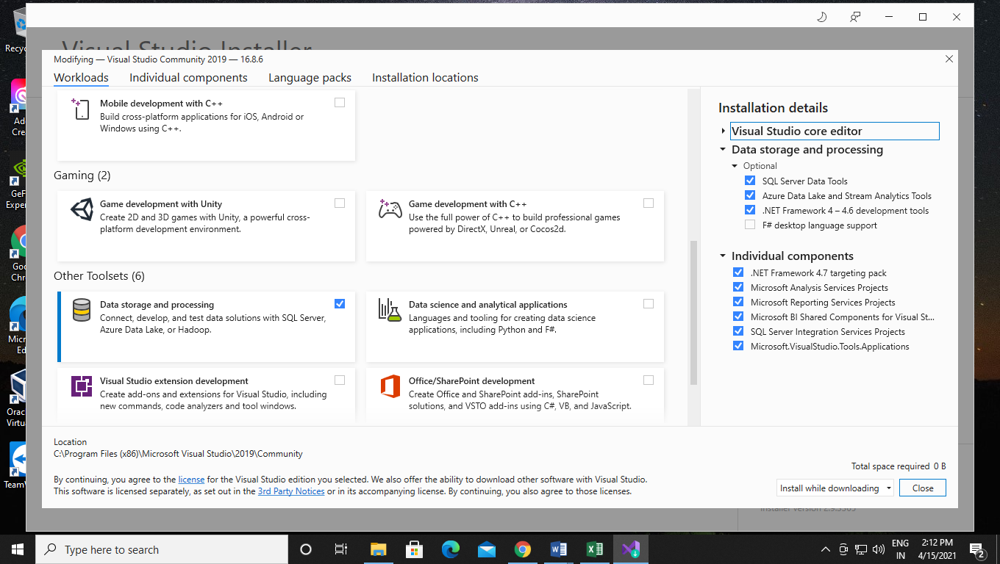 Recyc
Visual Studio Installer
Modifying — Visual Studio Community 2019 — 16.8.6
Workloads
Individual components
Language packs
Installation locations
Mobile development with C++
Build cross-platform applications for iOS, Android or
Windows using C++.
Gaming (2)
Game development with Unity
Create 2D and 3D games with Unity, a powerful cross-
platform development environment.
Game development with C++
Use the full power of C++ to build professional games
powered by DirectX, Unreal, or Cocos2d.
Other Toolsets (6)
Data storage and processing
Connect, develop, and test data solutions with SQL Server,
Azure Data Lake, or Hadoop.
Data science and analytical applications
Languages and tooling for creating data science
applications, including Python and F#.
Visual Studio extension development
Create add-ons and extensions for Visual Studio, including
new commands, code analyzers and tool windows.
Office/SharePoint development
Create Office and SharePoint add-ins, SharePoint
solutions, and VSTO add-ins using C#, VB, and JavaScript.
Installation details
Visual Studio core editor
Data storage and processing
Optional
SQL Server Data Tools
Azure Data Lake and Stream Analytics Tools
.NET Framework 4 – 4.6 development tools
F# desktop language support
Individual components
.NET Framework 4.7 targeting pack
Microsoft Analysis Services Projects
Microsoft Reporting Services Projects
Microsoft BI Shared Components for Visual St...
SQL Server Integration Services Projects
Microsoft.VisualStudio.Tools.Applications
Location
C:\Program Files (x86)\Microsoft Visual Studio\2019\Community
By continuing, you agree to the license for the Visual Studio edition you selected. We also offer the ability to download other software with Visual Studio.
This software is licensed separately, as set out in the 3rd Party Notices or in its accompanying license. By continuing, you also agree to those licenses.
Total space required 0 B
Install while downloading
Close
Installer version 2.9.3365
Ad
Cre
GeF
Experi
Goo
Chr
Micr
Ed
Orac
Virtu
TeamV
Type here to search
ENG
IN
2:12 PM
4/15/2021
2